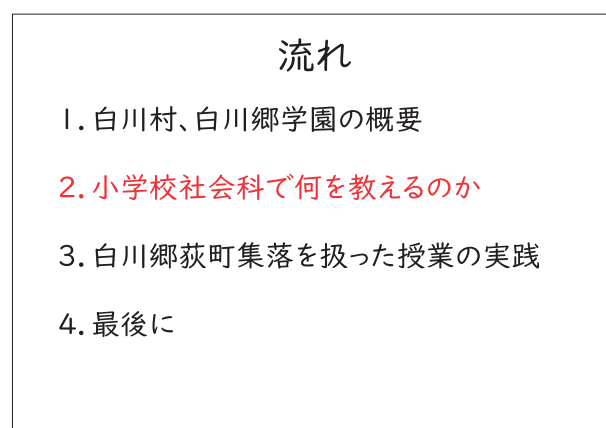 流れ
1. 白川村、白川郷学園の概要
2. 小学校社会科で何を教えるのか
3. 白川郷荻町集落を扱った授業の実践
4. 最後に